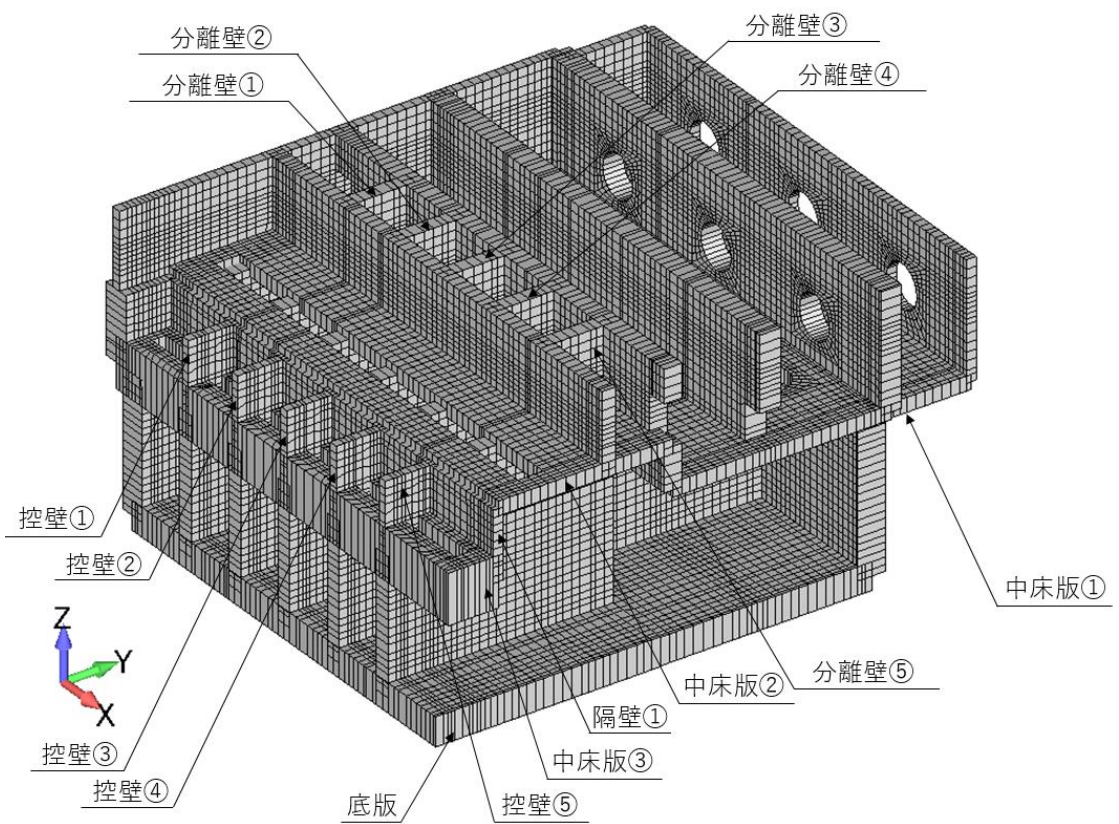 分離壁②
分離壁③
分離壁①
分離壁④
控壁①
控壁②
中床版①
Z
Y
X
分離壁⑤
中床版②
隔壁①
控壁③
中床版③
控壁④
底版
控壁⑤